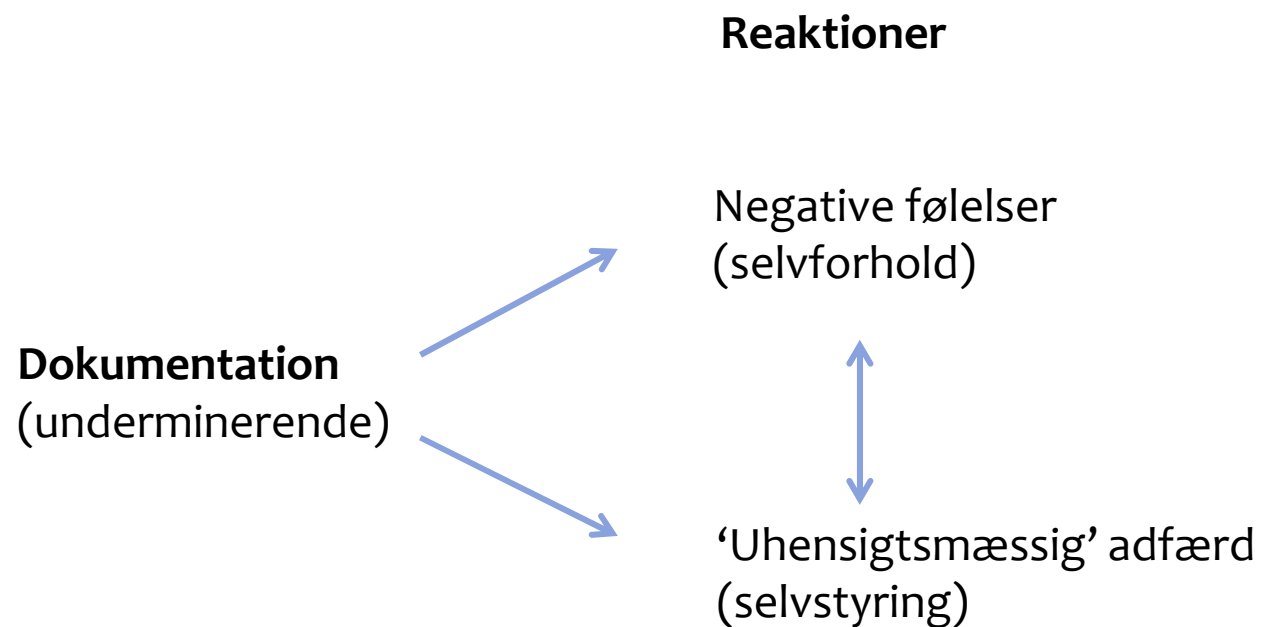 Reaktioner
Negative følelser
(selvforhold)
Dokumentation
(underminerende)
‘Uhensigtsmæssig’ adfærd
(selvstyring)